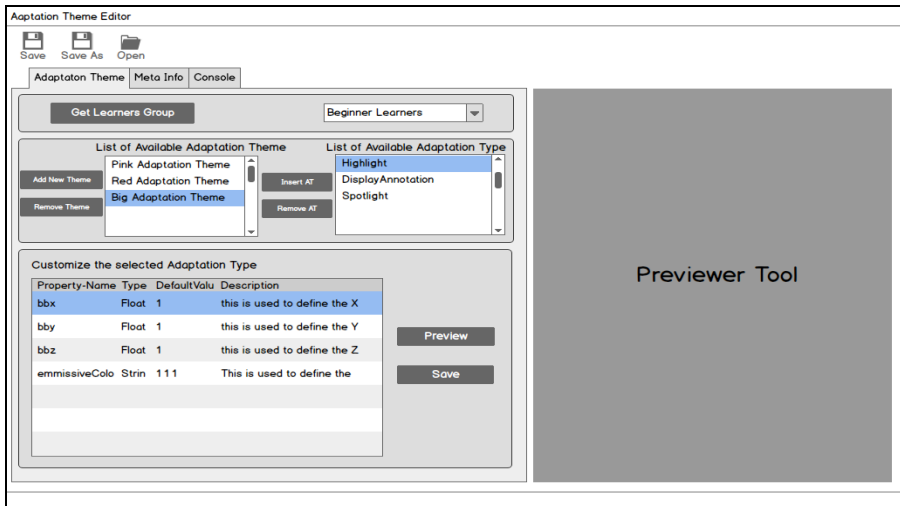 Aaptation Theme Editor
Save Save As Open
Adaptaton Theme Meta Info Console
Get Learners Group Beginner Learners
List of Available Adaptation Theme List of Available Adaptation Type
Pink Adaptation Theme Highlight
Add New Theme Red Adaptation Theme Insert AT DisplayAnnotation
Big Adaptation Theme Spotlight
Remove Theme Remove AT
Customize the selected Adaptation Type
Property-Name Type DefaultValu Description
bbx Float 1 this is used to define the X
bby Float 1 this is used to define the Y
bbz Float 1 this is used to define the Z
emmissiveColo Strin 1 1 1 This is used to define the
Preview
Save
Previewer Tool